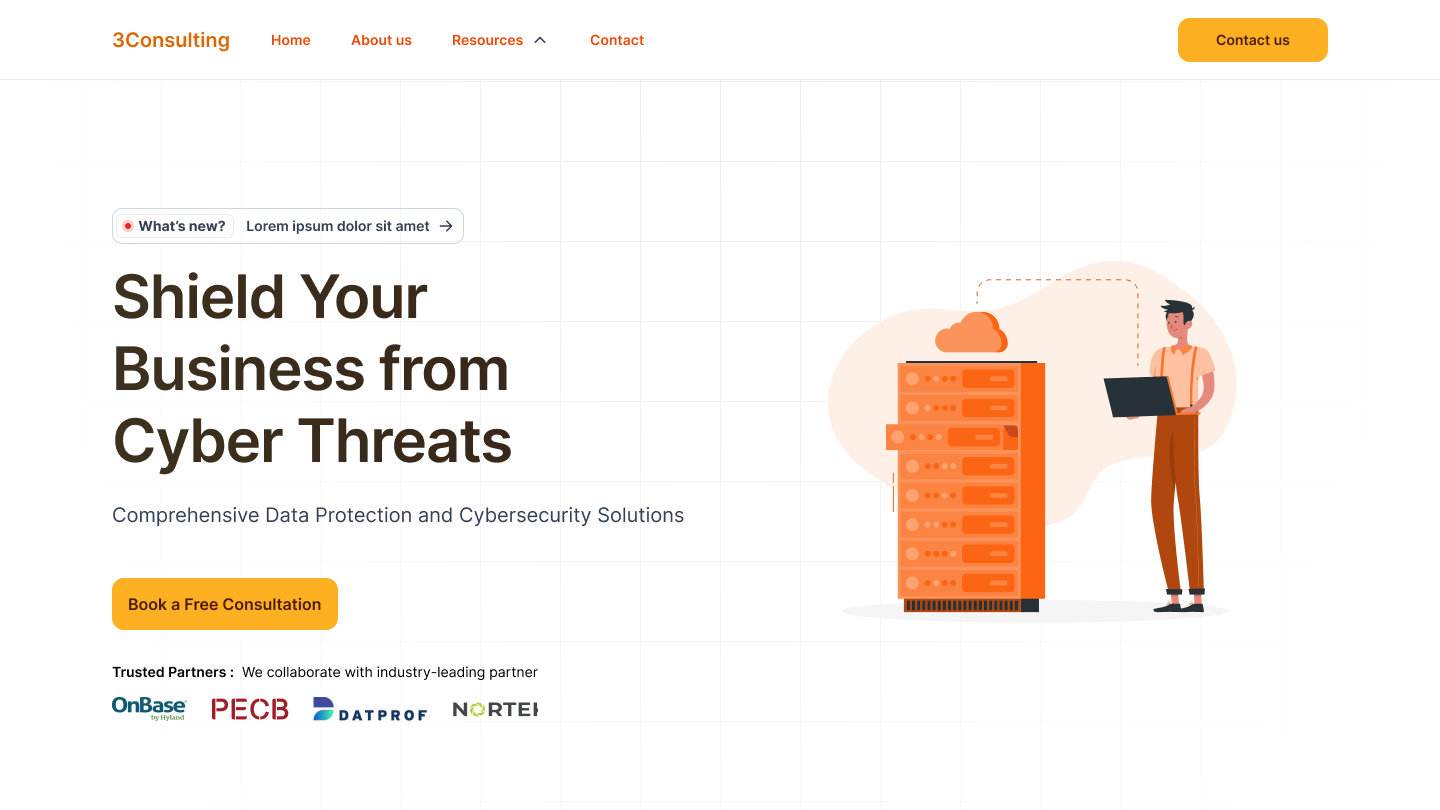 3Consulting Home About us Resources Contact Contact us
What's new? Lorem ipsum dolor sit amet
Shield Your
Business from
Cyber Threats
Comprehensive Data Protection and Cybersecurity Solutions
Book a Free Consultation
Trusted Partners : We collaborate with industry-leading partner
OnBase PECB DATPROF
by Hyland